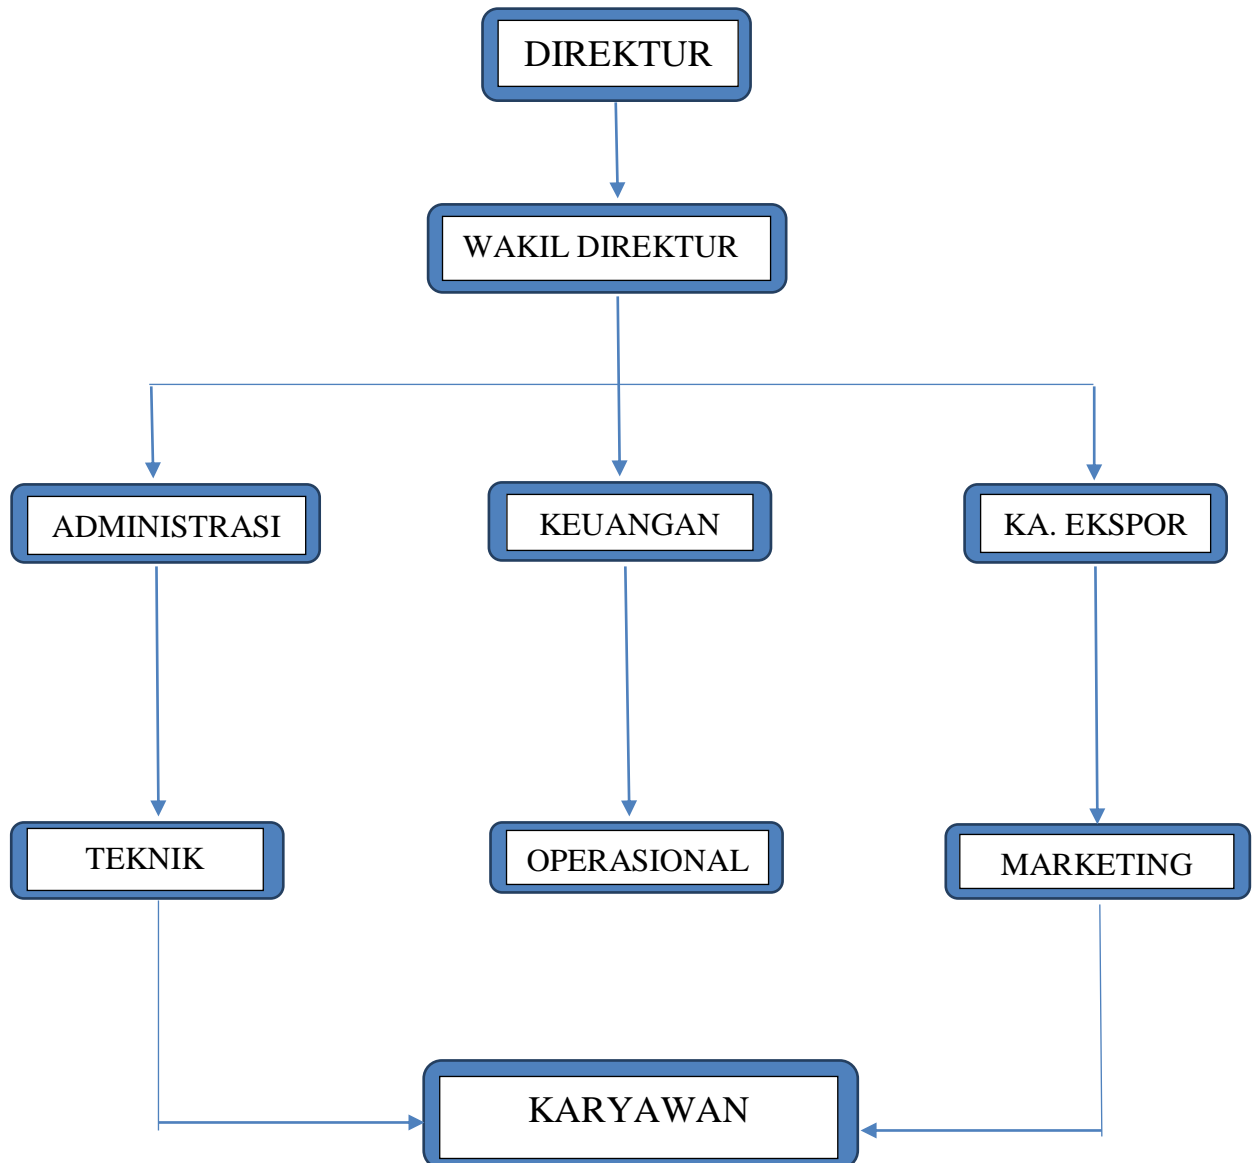 DIREKTUR
WAKIL DIREKTUR
ADMINISTRASI
KEUANGAN
KA. EKSPOR
TEKNIK
OPERASIONAL
MARKETING
KARYAWAN